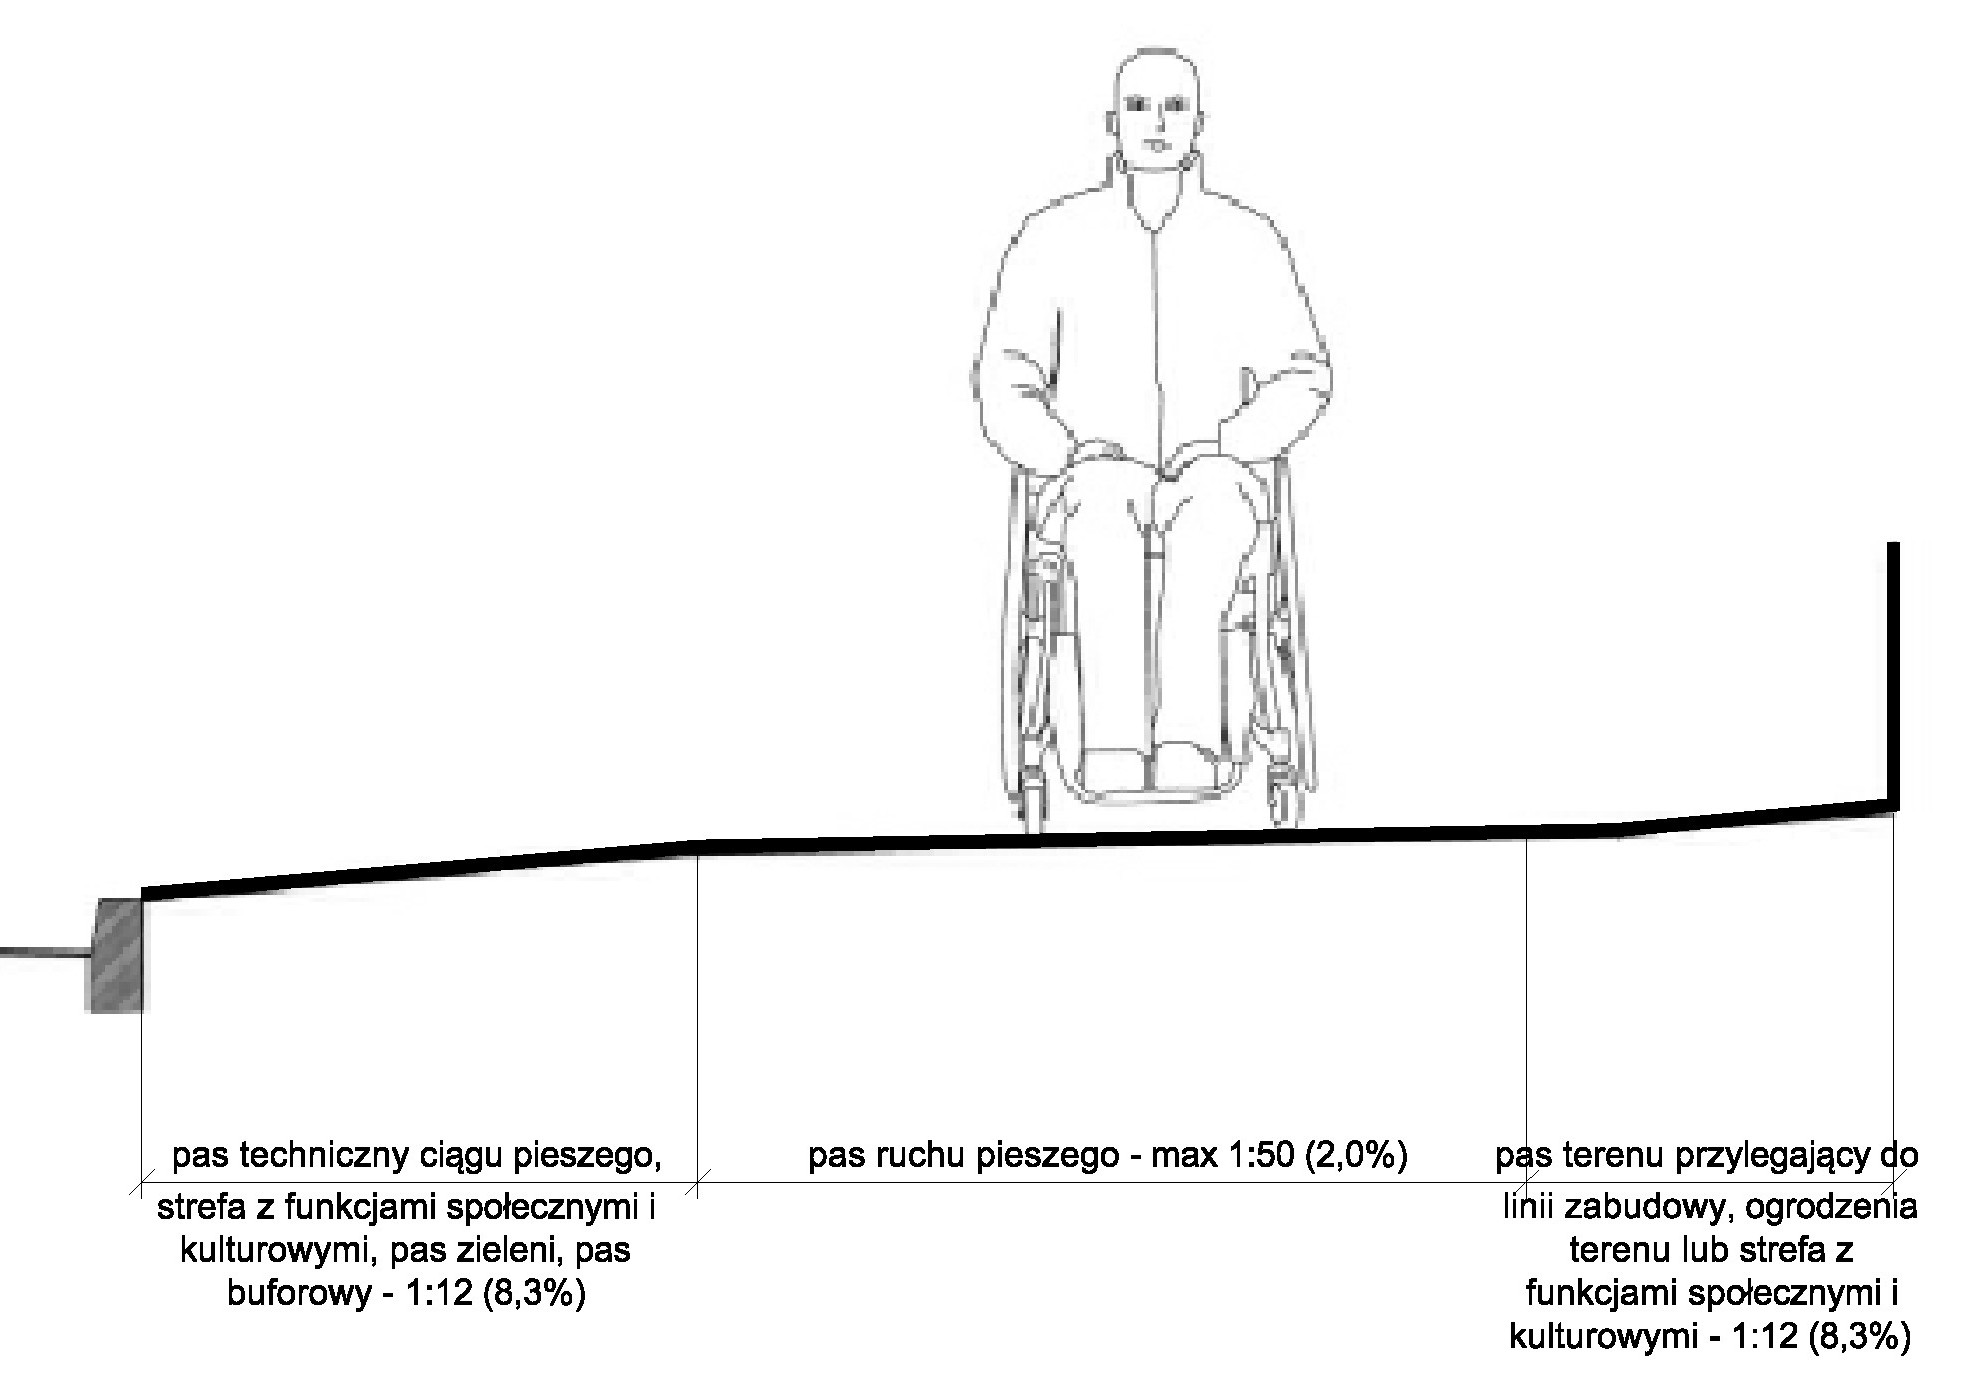 pas techniczny ciągu pieszego,
strefa z funkcjami społecznymi i
kulturowymi, pas zieleni, pas
buforowy - 1:12 (8,3%)
pas ruchu pieszego - max 1:50 (2,0%)
pas terenu przylegający do
linii zabudowy, ogrodzenia
terenu lub strefa z
funkcjami społecznymi i
kulturowymi - 1:12 (8,3%)